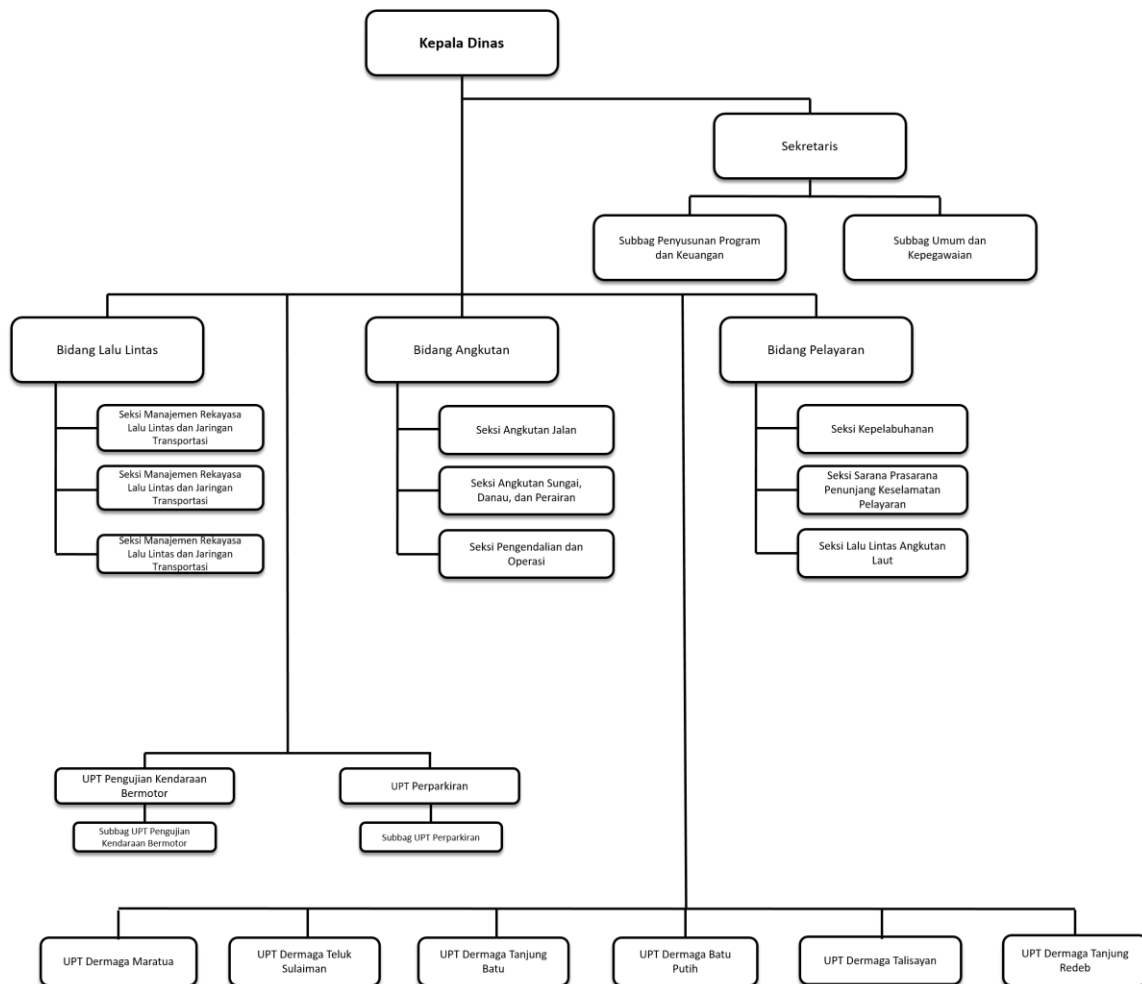 Kepala Dinas
Sekretaris
Subbag Penyusunan Program
dan Keuangan
Subbag Umum dan
Kepegawaian
Bidang Lalu Lintas
Bidang Angkutan
Bidang Pelayaran
Seksi Manajemen Rekayasa
Lalu Lintas dan Jaringan
Transportasi
Seksi Manajemen Rekayasa
Lalu Lintas dan Jaringan
Transportasi
Seksi Manajemen Rekayasa
Lalu Lintas dan Jaringan
Transportasi
Seksi Angkutan Jalan
Seksi Angkutan Sungai,
Danau, dan Perairan
Seksi Pengendalian dan
Operasi
Seksi Kepelabuhanan
Seksi Sarana Prasarana
Penunjang Keselamatan
Pelayaran
Seksi Lalu Lintas Angkutan
Laut
UPT Pengujian Kendaraan
Bermotor
UPT Perparkiran
Subbag UPT Pengujian
Kendaraan Bermotor
Subbag UPT Perparkiran
UPT Dermaga Maratua
UPT Dermaga Teluk
Sulaiman
UPT Dermaga Tanjung
Batu
UPT Dermaga Batu
Putih
UPT Dermaga Talisayan
UPT Dermaga Tanjung
Redeb